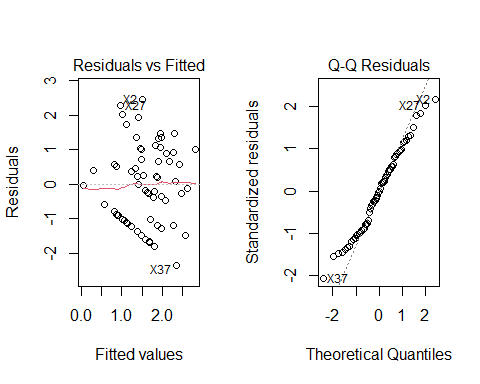 Residuals vs Fitted
Residuals
3
2
1
0
-1
-2
X2
X27
X37
0.0
1.0
2.0
Fitted values
Q-Q Residuals
Standardized residuals
2
1
0
-1
-2
X2
X27
X37
-2
0
1
2
Theoretical Quantiles